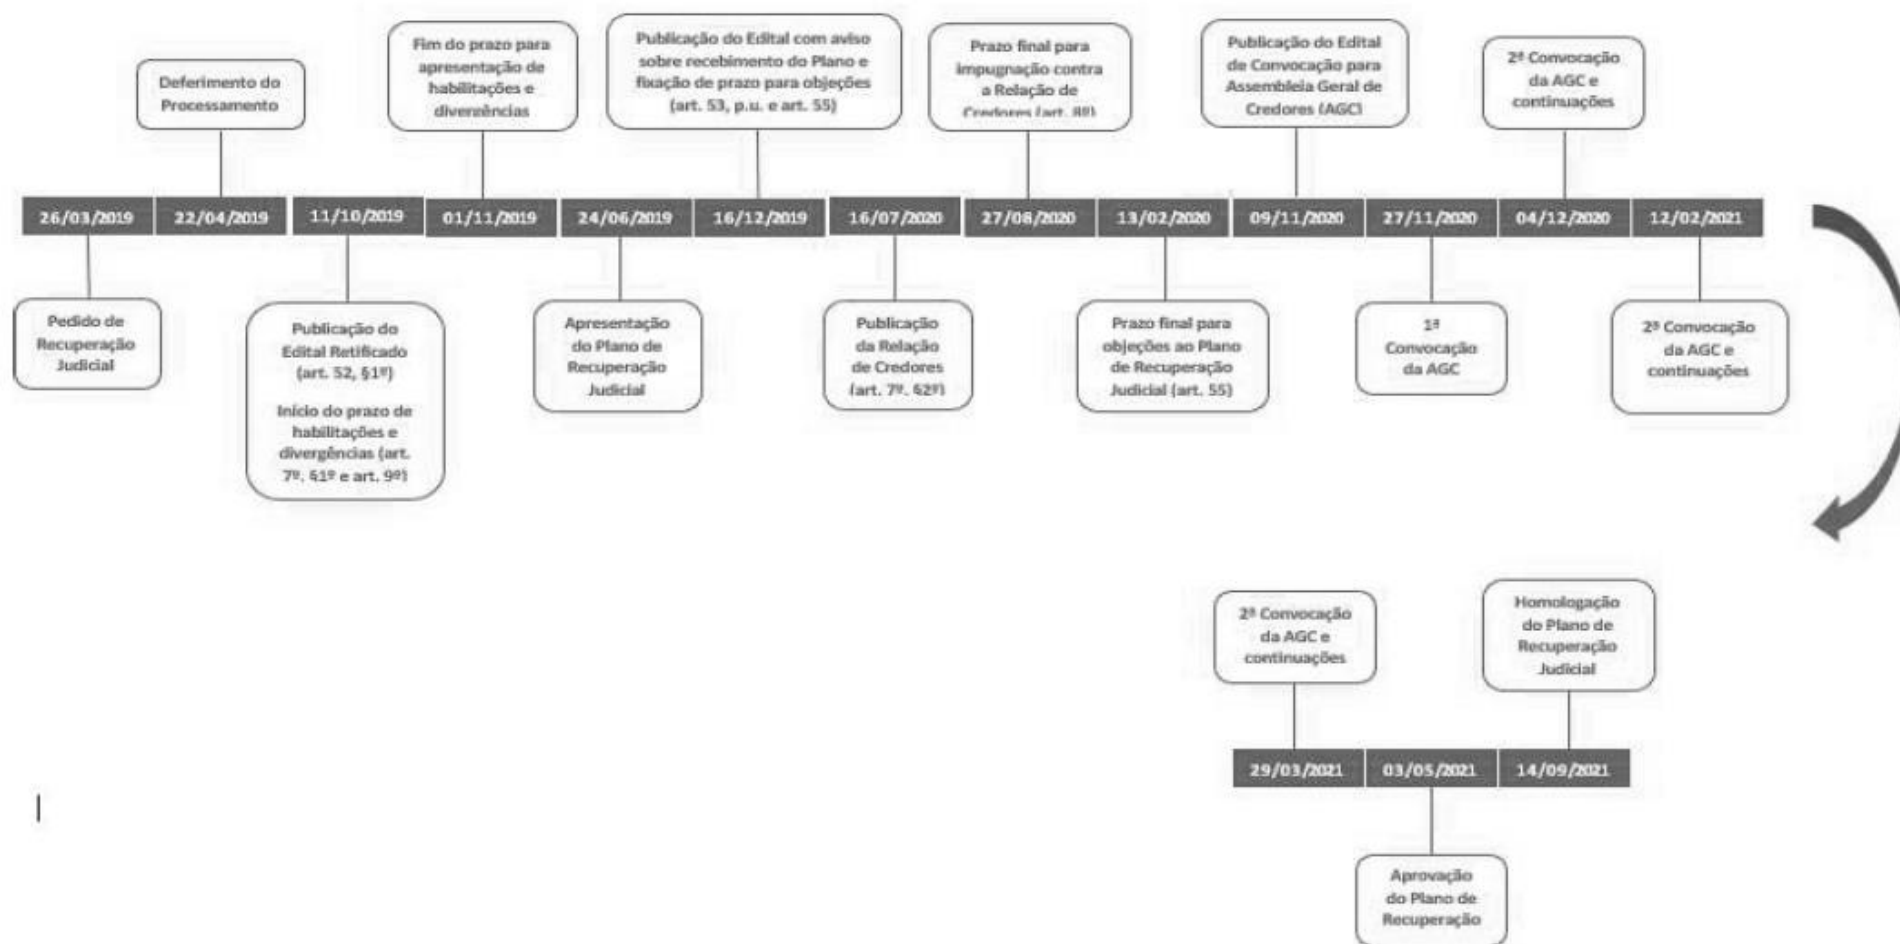 Deferimento do
Processamento
Fim do prazo para
apresentação de
habilitações e
divergências
Publicação do Edital com aviso
sobre recebimento do Plano e
fixação de prazo para objeções
(art. 53, p.u. e art. 55)
Prazo final para
impugnação contra
a Relação de
Credores (art. 8º)
Publicação do Edital
de Convocação para
Assembleia Geral de
Credores (AGC)
2ª Convocação
da AGC e
continuações
26/03/2019 22/04/2019 11/10/2019 01/11/2019 24/06/2019 16/12/2019 16/07/2020 27/08/2020 13/02/2020 09/11/2020 27/11/2020 04/12/2020 12/02/2021
Pedido de
Recuperação
Judicial
Publicação do
Edital Retificado
(art. 52, §1º)
Início do prazo de
habilitações e
divergências (art.
7º, §1º e art. 9º)
Apresentação
do Plano de
Recuperação
Judicial
Publicação
da Relação
de Credores
(art. 7º, §2º)
Prazo final para
objeções ao Plano
de Recuperação
Judicial (art. 55)
1ª
Convocação
da AGC
2ª Convocação
da AGC e
continuações
2ª Convocação
da AGC e
continuações
Homologação
do Plano de
Recuperação
Judicial
29/03/2021 03/05/2021 14/09/2021
Aprovação
do Plano de
Recuperação